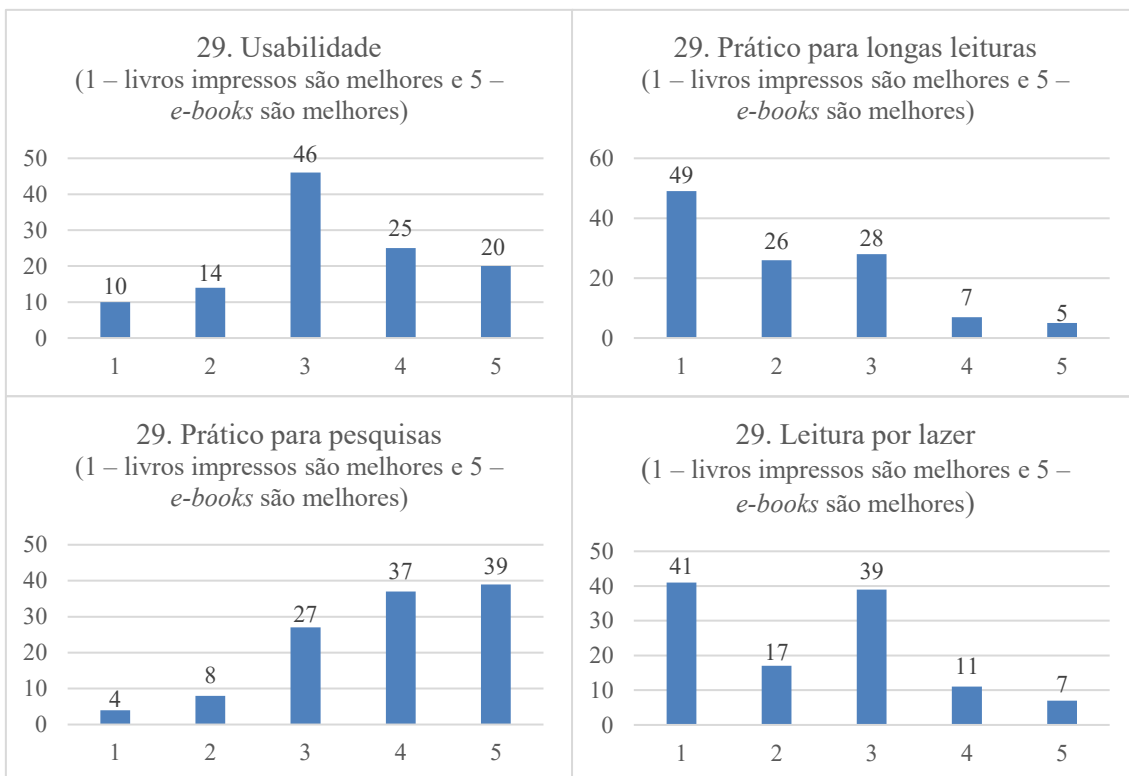 29. Usabilidade
(1 – livros impressos são melhores e 5 –
e-books são melhores)
50
40
30
20
10
0
10
14
46
25
20
1 2 3 4 5
29. Prático para longas leituras
(1 – livros impressos são melhores e 5 –
e-books são melhores)
60
40
20
0
49
26
28
7
5
1 2 3 4 5
29. Prático para pesquisas
(1 – livros impressos são melhores e 5 –
e-books são melhores)
50
40
30
20
10
0
4
8
27
37
39
1 2 3 4 5
29. Leitura por lazer
(1 – livros impressos são melhores e 5 –
e-books são melhores)
50
40
30
20
10
0
41
17
39
11
7
1 2 3 4 5